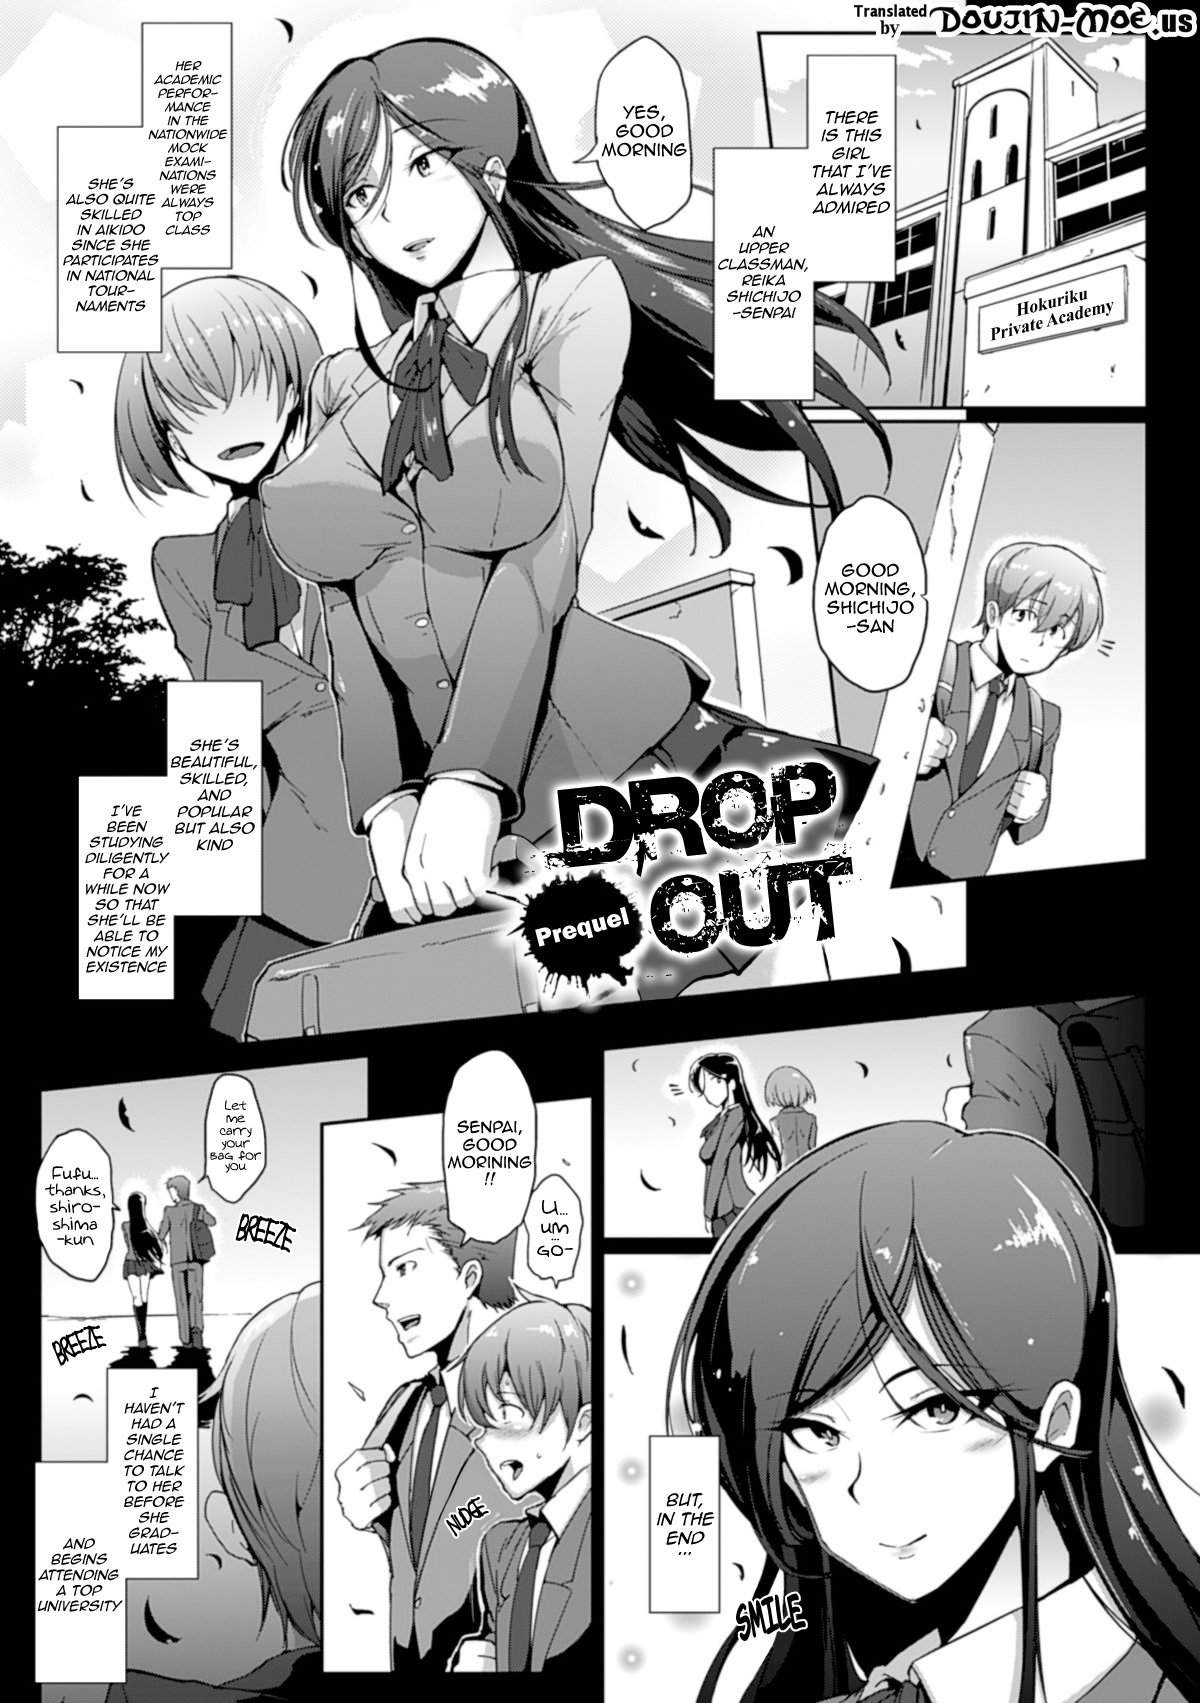 Translated
by
DOUJIN-MOE.us
THERE
IS THIS
GIRL
THAT I'VE
ALWAYS
ADMIRED
Hokuriku
Private Academy
AN
UPPER
CLASSMAN,
REIKA
SHICHIJO
-SENPAI
YES,
GOOD
MORNING
HER
ACADEMIC
PERFOR-
MANCE
IN THE
NATIONWIDE
MOCK
EXAMI-
NATIONS
WERE
ALWAYS
TOP
CLASS
SHE'S
ALSO QUITE
SKILLED
IN AIKIDO
SINCE SHE
PARTICIPATES
IN NATIONAL
TOUR-
NAMENTS
GOOD
MORNING,
SHICHIJO
-SAN
SHE'S
BEAUTIFUL,
SKILLED,
AND
POPULAR
BUT ALSO
KIND
I'VE
BEEN
STUDYING
DILIGENTLY
FOR A
WHILE NOW
SO THAT
SHE'LL BE
ABLE TO
NOTICE MY
EXISTENCE
DROP
OUT
Prequel
BUT,
IN THE
END
...
SMILE
SENPAI,
GOOD
MORINING
!!
U...
um
...
GO-
NUDGE
Let
me
carry
your
bag for
you
Fufu...
thanks,
shiro-
shima
-kun
BREEZE
BREEZE
I
HAVEN'T
HAD A
SINGLE
CHANCE
TO TALK
TO HER
BEFORE
SHE
GRAD-
UATES
AND
BEGINS
ATTENDING
A TOP
UNIVERSITY